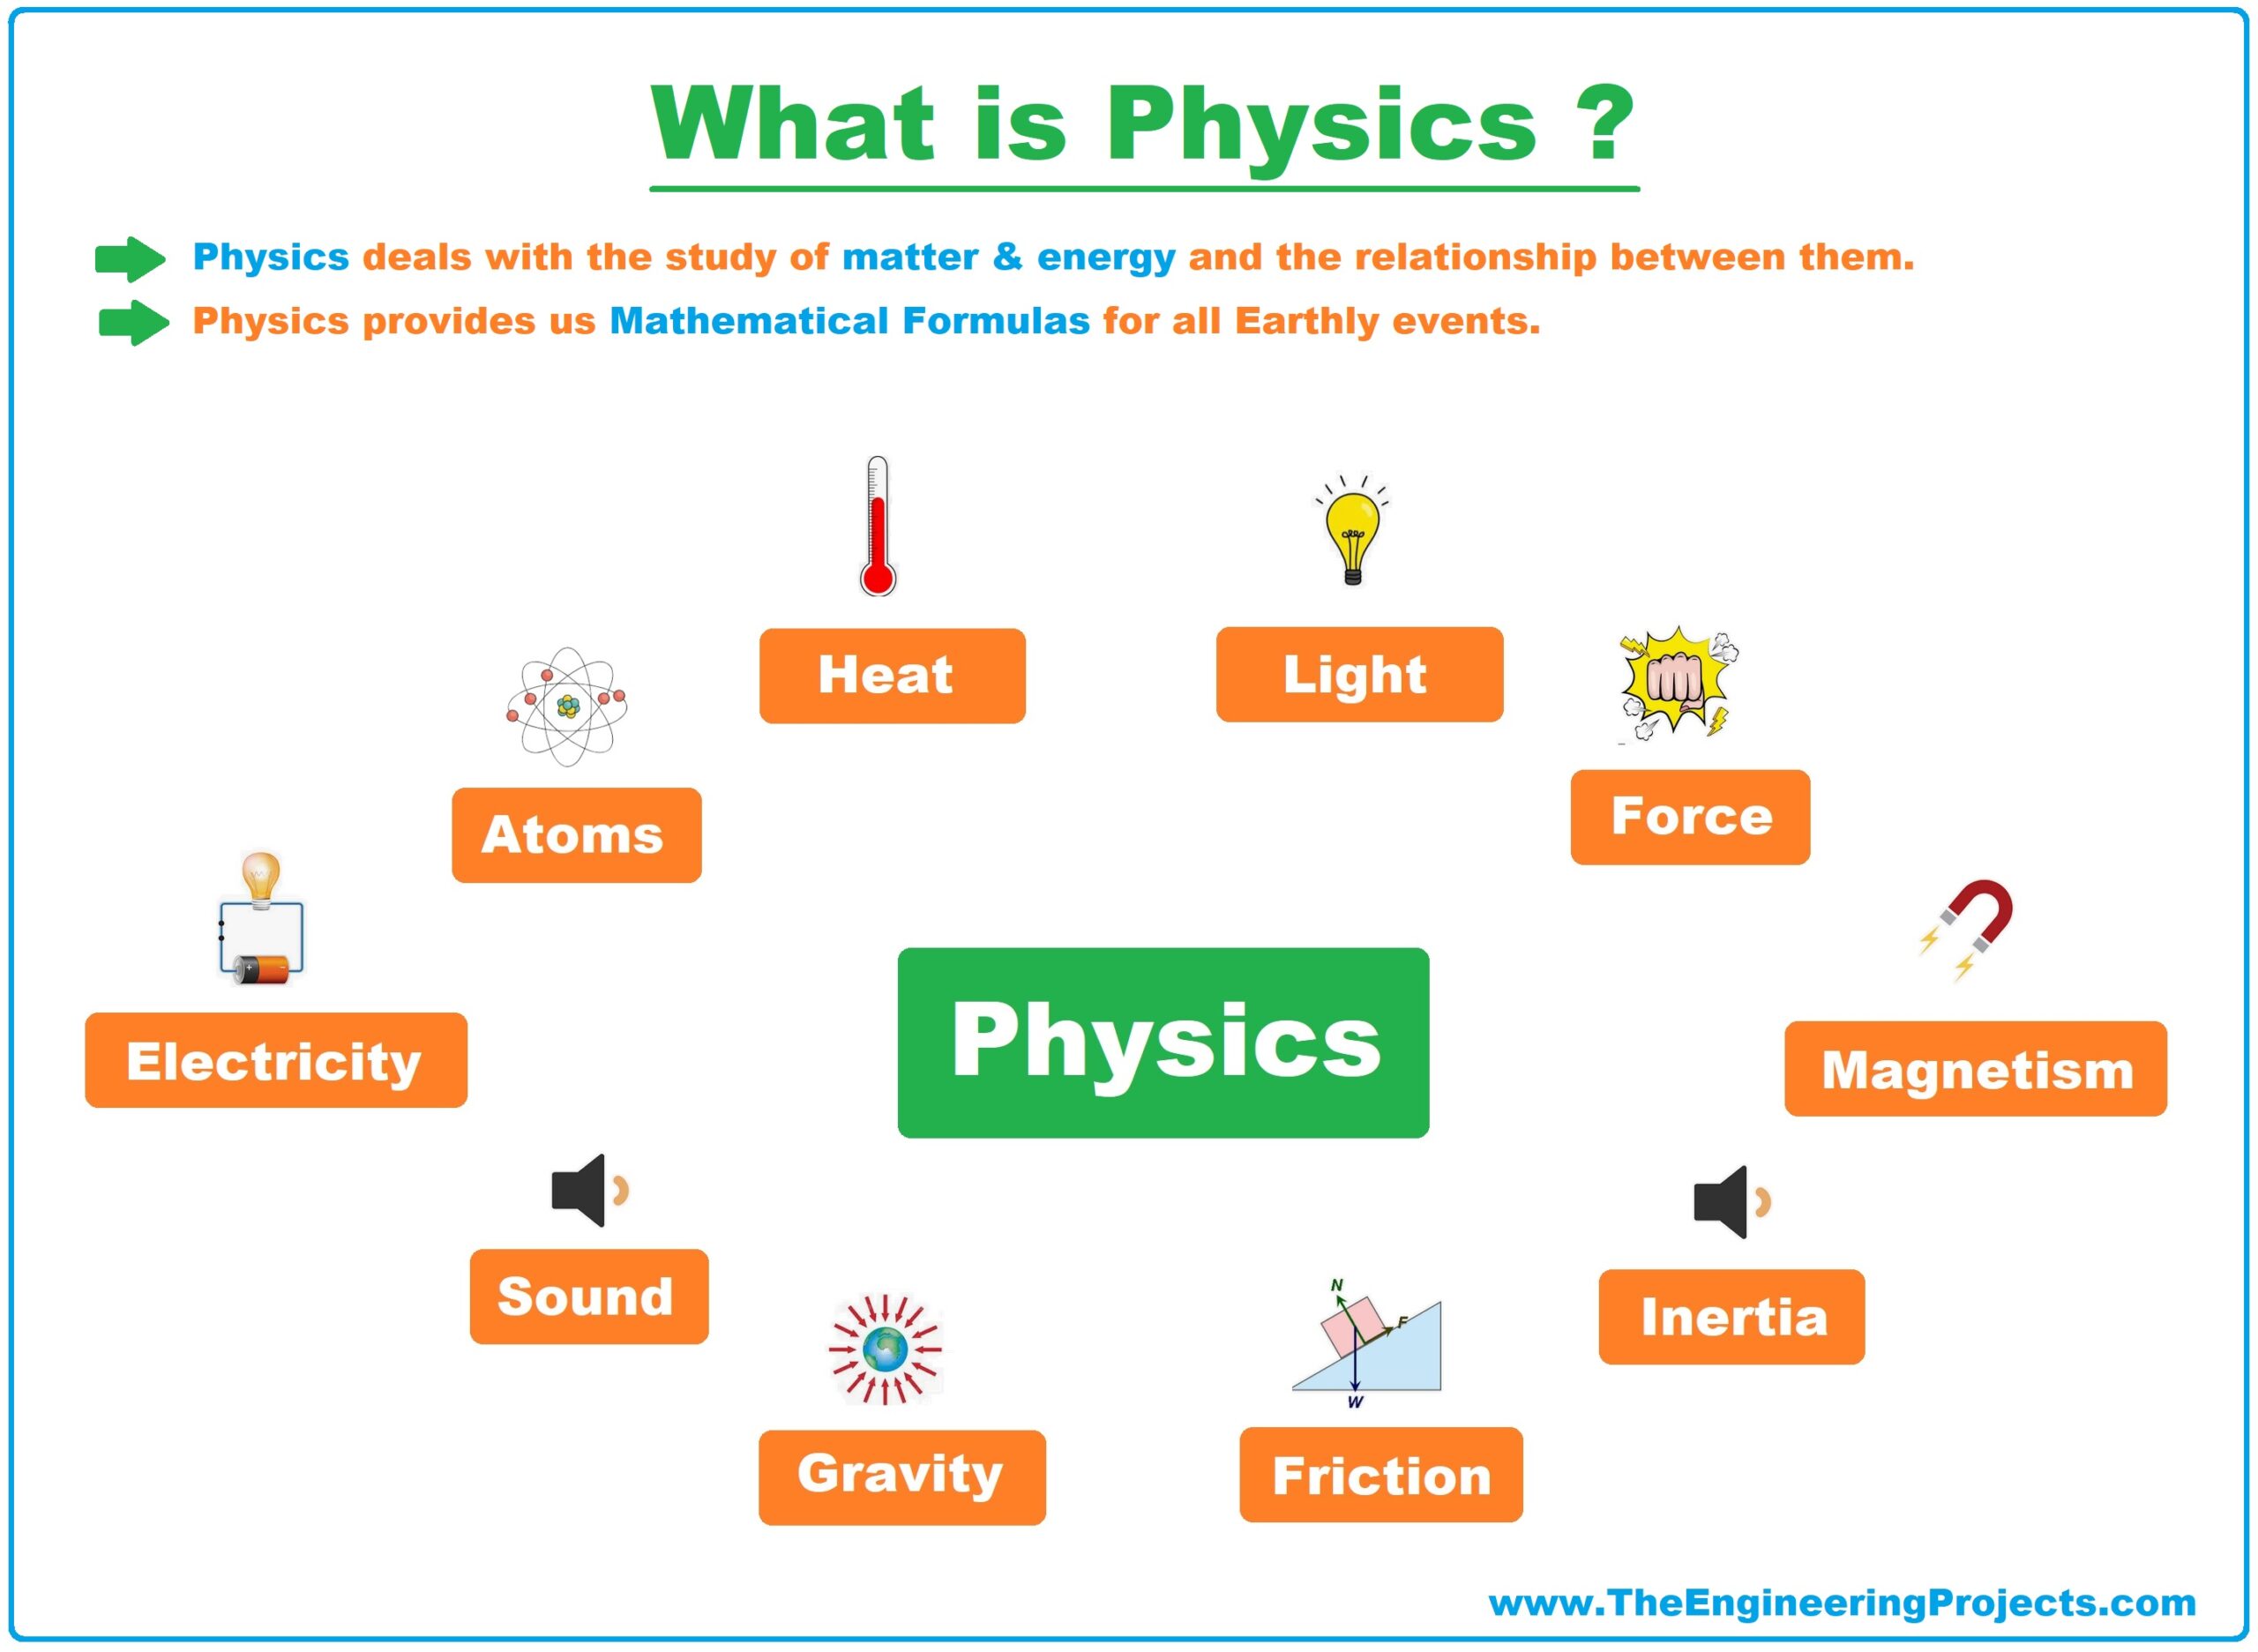 What is Physics ?
Physics deals with the study of matter & energy and the relationship between them.
Physics provides us Mathematical Formulas for all Earthly events.
Heat
Light
Force
Atoms
Electricity
Physics
Magnetism
+ -
Sound
Inertia
N
F
W
Gravity
Friction
www.TheEngineeringProjects.com